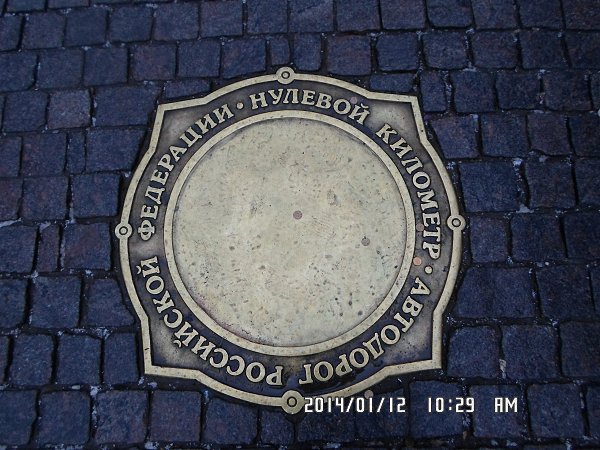 НУЛЕВОЙ КИЛОМЕТР • АВТОДОРОГ РОССИЙСКОЙ ФЕДЕРАЦИИ •
2014/01/12 10:29 AM